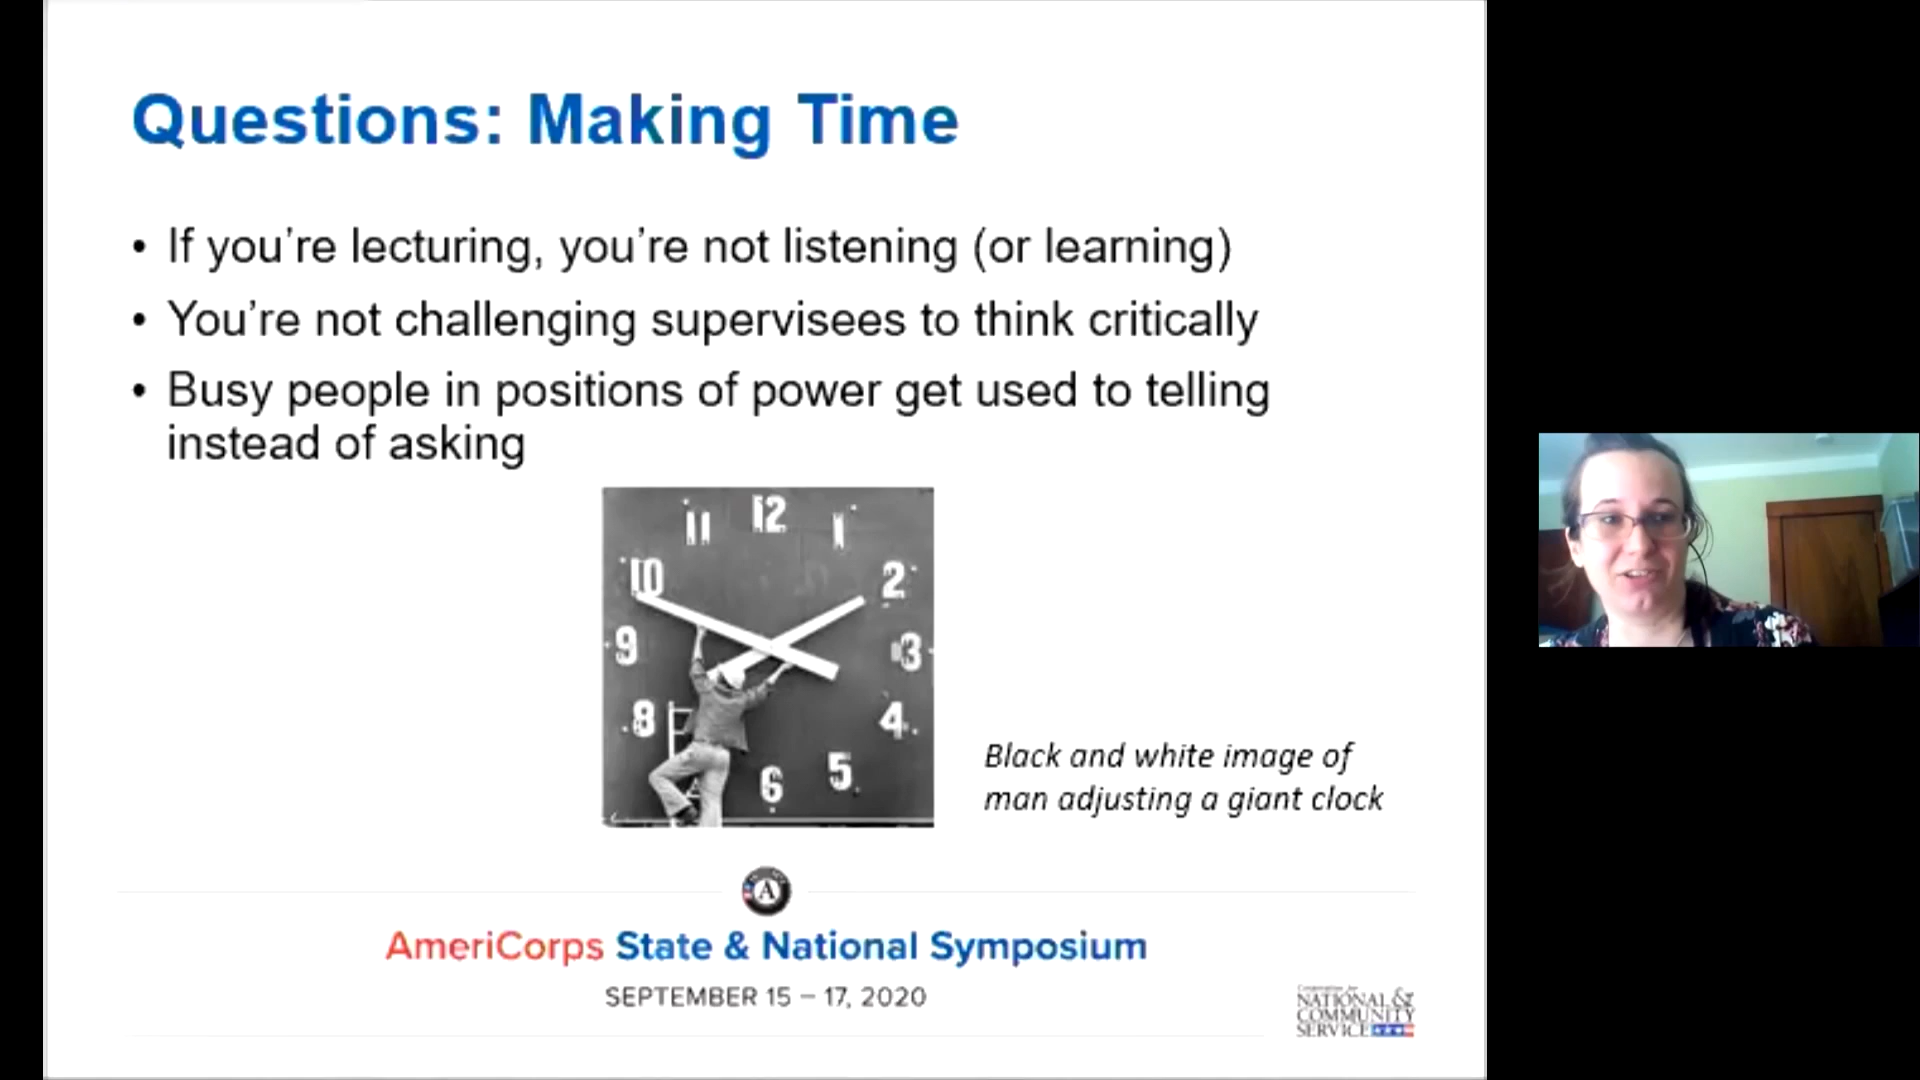 Questions: Making Time
• If you’re lecturing, you’re not listening (or learning)
• You’re not challenging supervisees to think critically
• Busy people in positions of power get used to telling
instead of asking
12
11
1
10
2
9
3
8
4
5
6
Black and white image of
man adjusting a giant clock
A
AmeriCorps State & National Symposium
SEPTEMBER 15 – 17, 2020
Corporation for
NATIONAL &
COMMUNITY
SERVICE